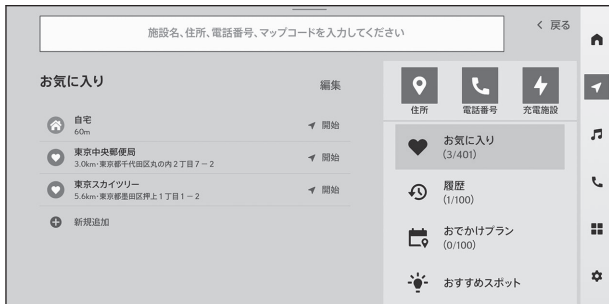 施設名、住所、電話番号、マップコードを入力してください
戻る
お気に入り
編集
自宅
60m
開始
東京中央郵便局
3.0km·東京都千代田区丸の内2丁目7－2
開始
東京スカイツリー
5.6km·東京都墨田区押上1丁目1－2
開始
新規追加
住所
電話番号
充電施設
お気に入り
(3/401)
履歴
(1/100)
おでかけプラン
(0/100)
おすすめスポット